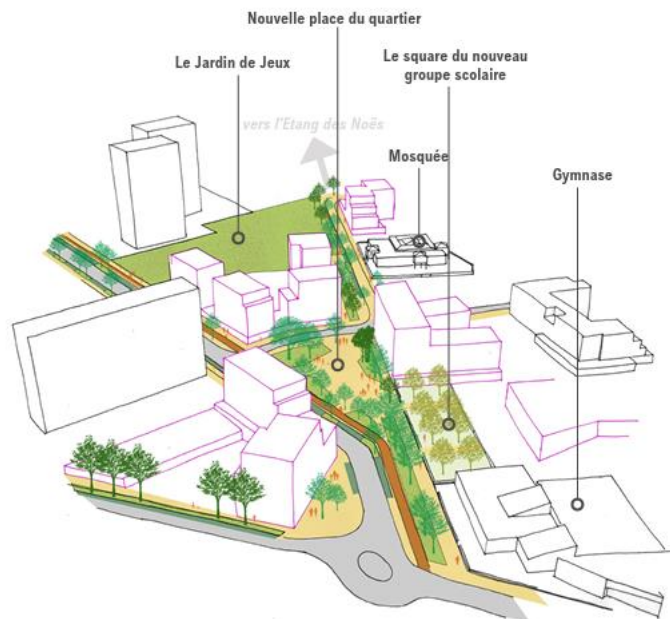 Nouvelle place du quartier
Le Jardin de Jeux
Le square du nouveau
groupe scolaire
vers l'Etang des Noës
Mosquée
Gymnase